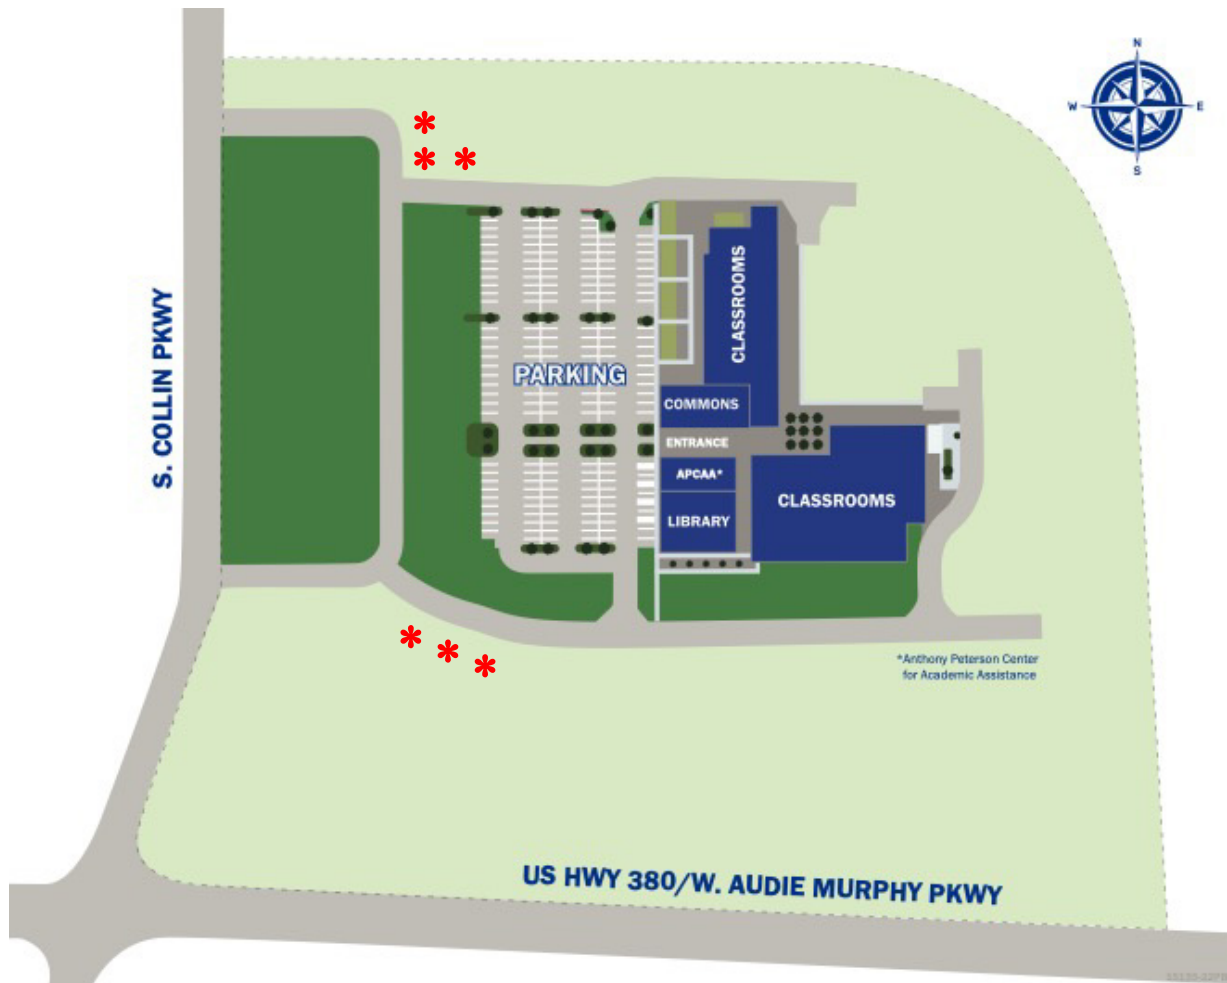 N
W
E
S
S. COLLIN PKWY
CLASSROOMS
PARKING
COMMONS
ENTRANCE
APCAA*
LIBRARY
CLASSROOMS
*Anthony Peterson Center
for Academic Assistance
US HWY 380/W. AUDIE MURPHY PKWY